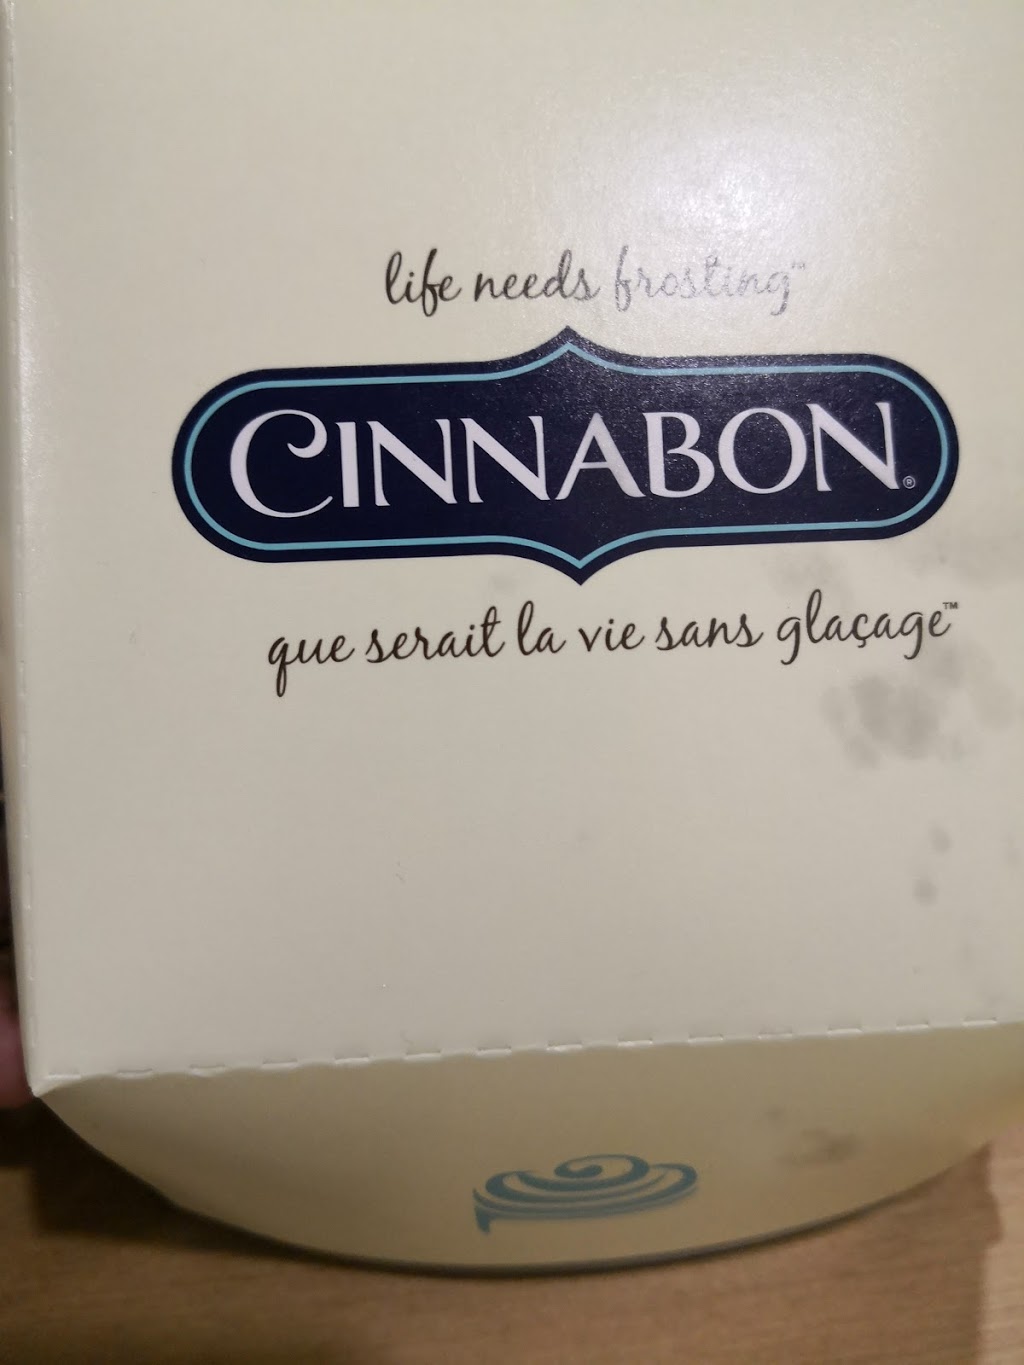 life needs frosting™
CINNABON®
que serait la vie sans glaçage™